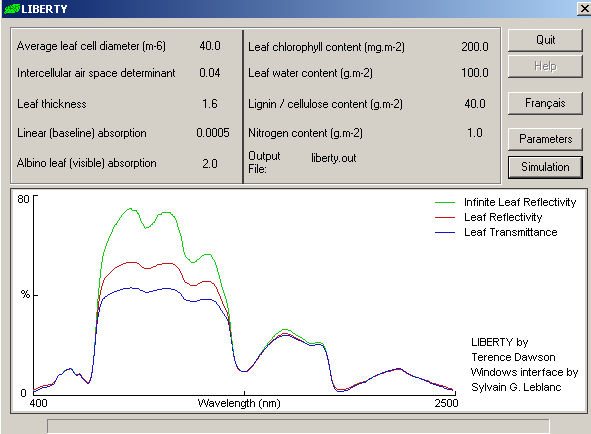 LIBERTY
Average leaf cell diameter (m-6) 40.0
Intercellular air space determinant 0.04
Leaf thickness 1.6
Linear (baseline) absorption 0.0005
Albino leaf (visible) absorption 2.0
Leaf chlorophyll content (mg.m-2) 200.0
Leaf water content (g.m-2) 100.0
Lignin / cellulose content (g.m-2) 40.0
Nitrogen content (g.m-2) 1.0
Output
File: liberty.out
Quit
Help
Français
Parameters
Simulation
80
%
0
400
Wavelength (nm)
2500
Infinite Leaf Reflectivity
Leaf Reflectivity
Leaf Transmittance
LIBERTY by
Terence Dawson
Windows interface by
Sylvain G. Leblanc